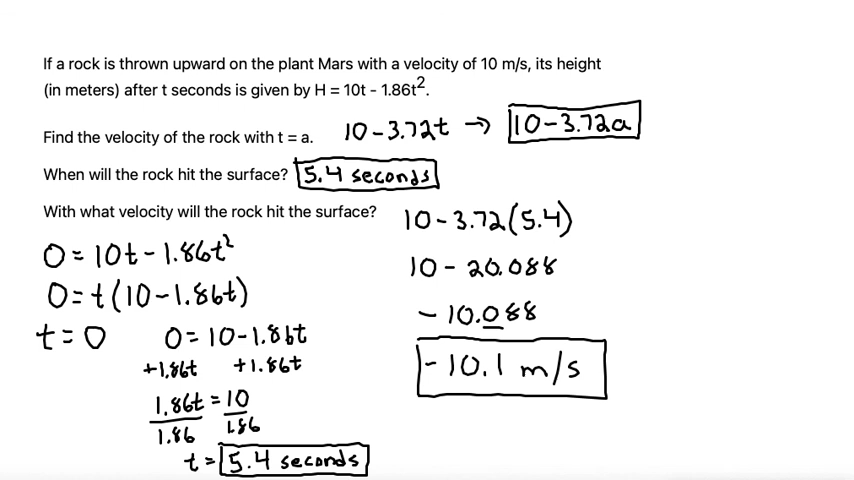 If a rock is thrown upward on the plant Mars with a velocity of 10 m/s, its height
(in meters) after t seconds is given by H = 10t - 1.86t².
Find the velocity of the rock with t = a. 10-3.72t → 10-3.72a
When will the rock hit the surface? 5.4 seconds
With what velocity will the rock hit the surface?
0 = 10t - 1.86t²
0 = t(10-1.86t)
t = 0 0 = 10-1.86t
+1.86t +1.86t
1.86t = 10
1.86 1.86
t = 5.4 seconds
10-3.72(5.4)
10 - 20.088
- 10.088
-10.1 m/s